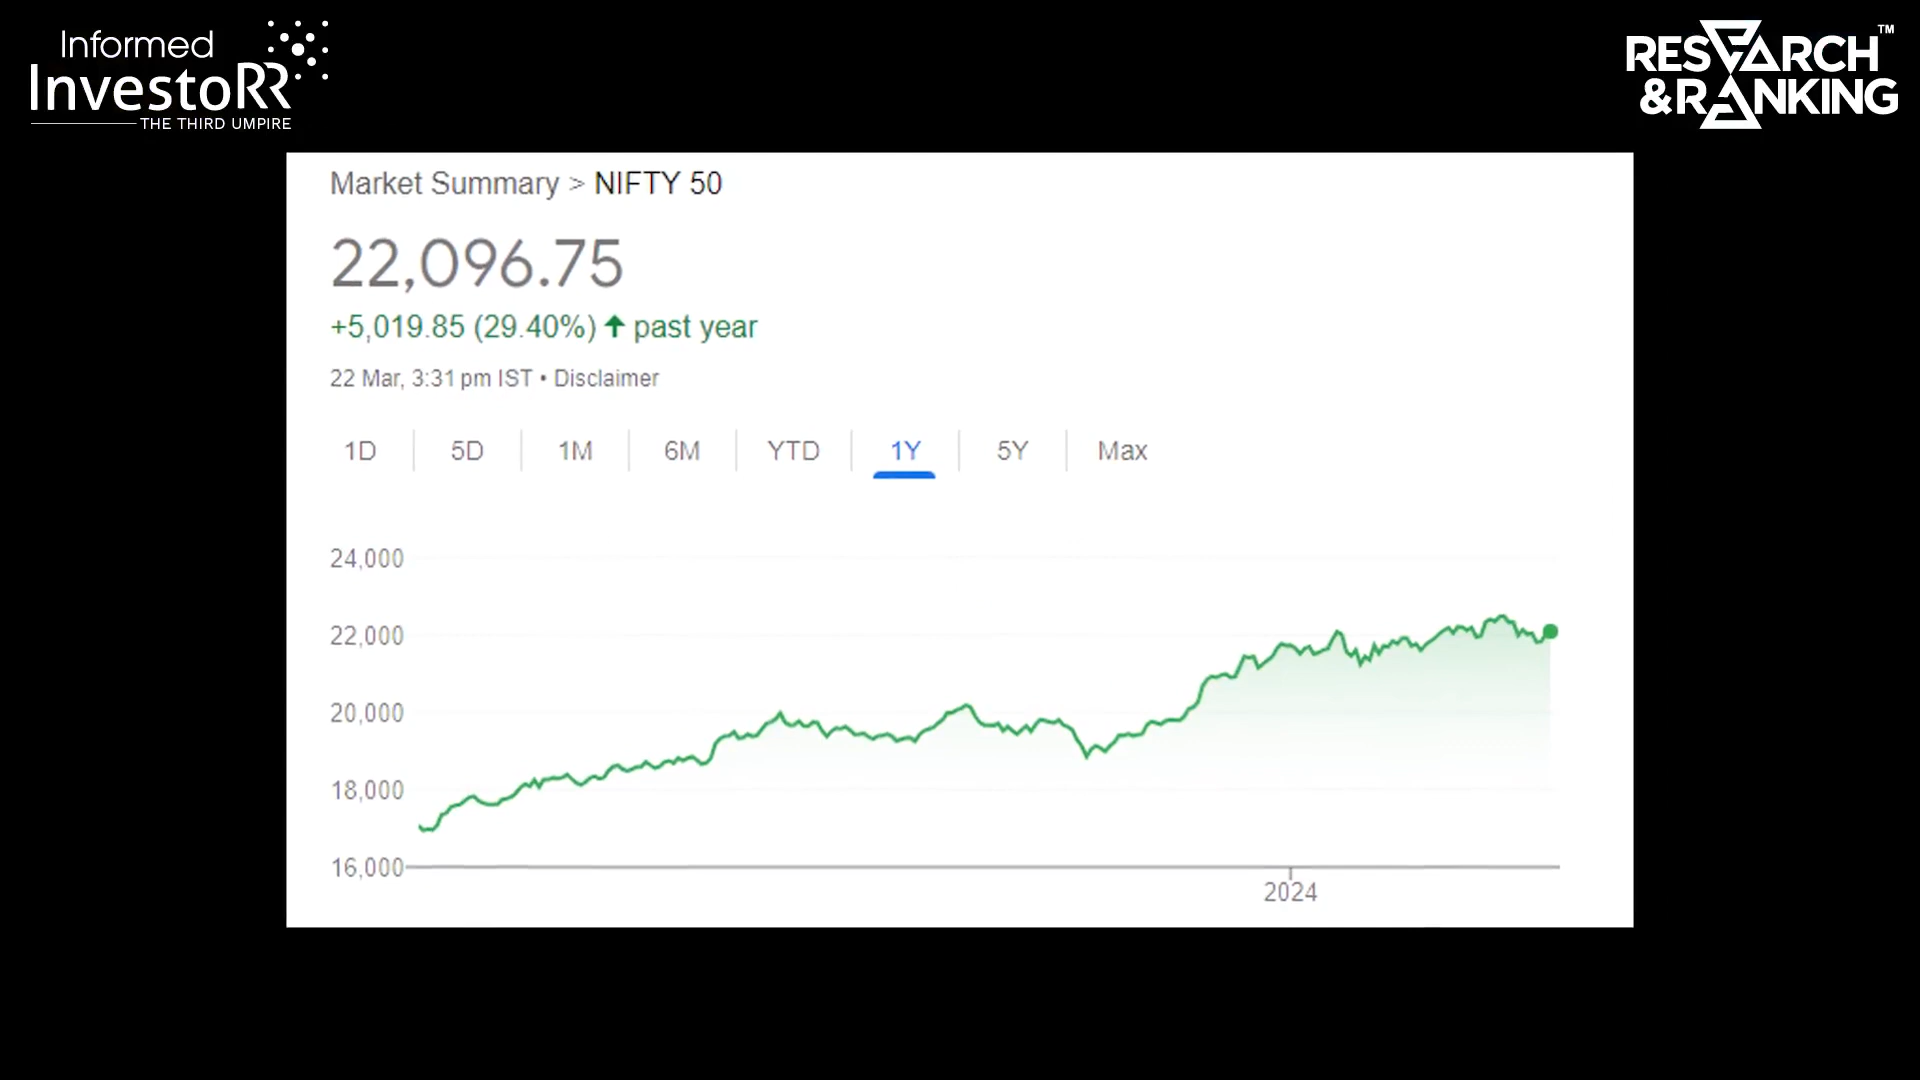 Informed
InvestoRR
THE THIRD UMPIRE
RESEARCH™
&RANKING
Market Summary > NIFTY 50
22,096.75
+5,019.85 (29.40%) ↑ past year
22 Mar, 3:31 pm IST • Disclaimer
1D 5D 1M 6M YTD 1Y 5Y Max
24,000
22,000
20,000
18,000
16,000
2024